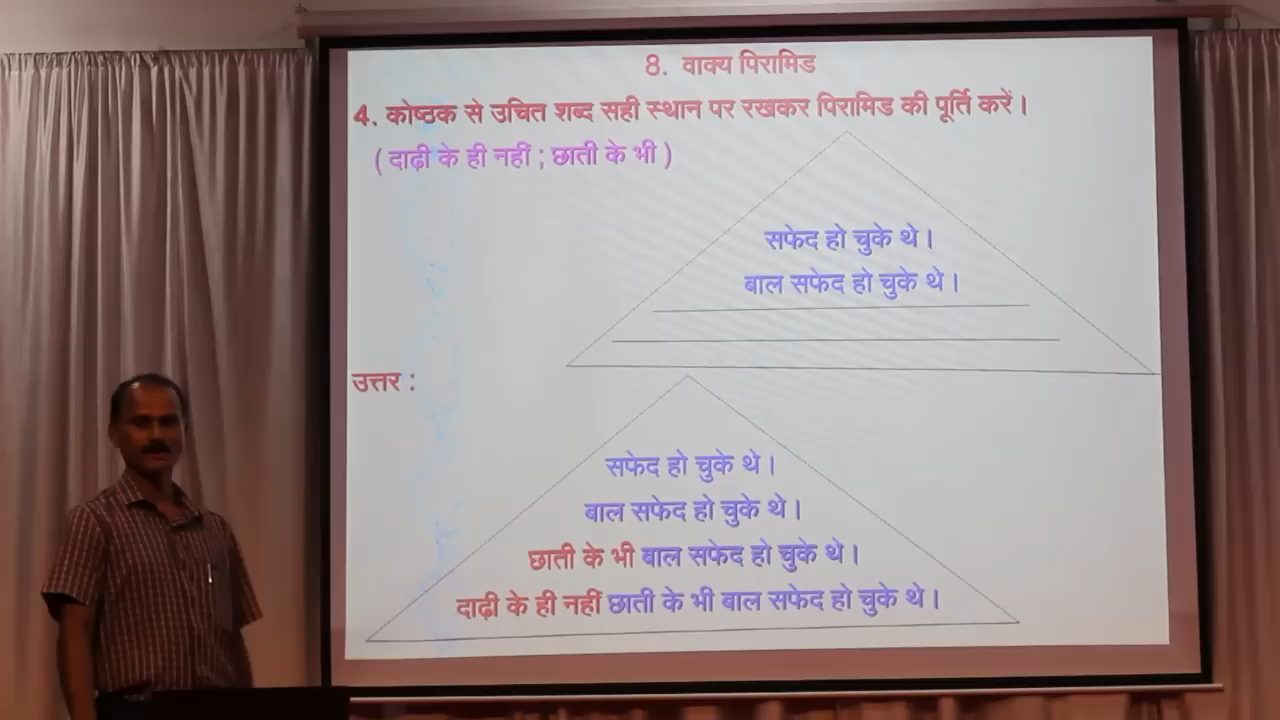 8. वाक्य पिरामिड
4. कोष्ठक से उचित शब्द सही स्थान पर रखकर पिरामिड की पूर्ति करें।
( दाढ़ी के ही नहीं ; छाती के भी )
सफेद हो चुके थे।
बाल सफेद हो चुके थे।
उत्तर :
सफेद हो चुके थे।
बाल सफेद हो चुके थे।
छाती के भी बाल सफेद हो चुके थे।
दाढ़ी के ही नहीं छाती के भी बाल सफेद हो चुके थे।